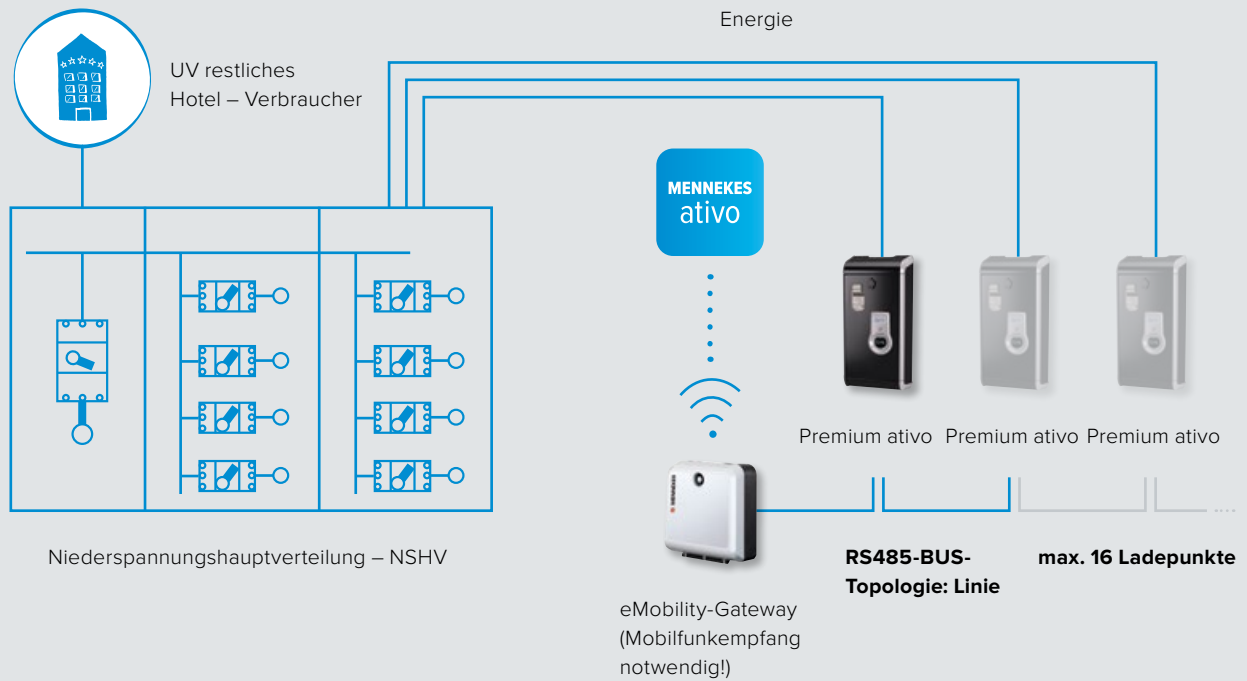 Energie
UV restliches
Hotel – Verbraucher
MENNEKES
ativo
Premium ativo
Premium ativo
Premium ativo
Niederspannungshauptverteilung – NSHV
RS485-BUS-
Topologie: Linie
max. 16 Ladepunkte
eMobility-Gateway
(Mobilfunkempfang
notwendig!)